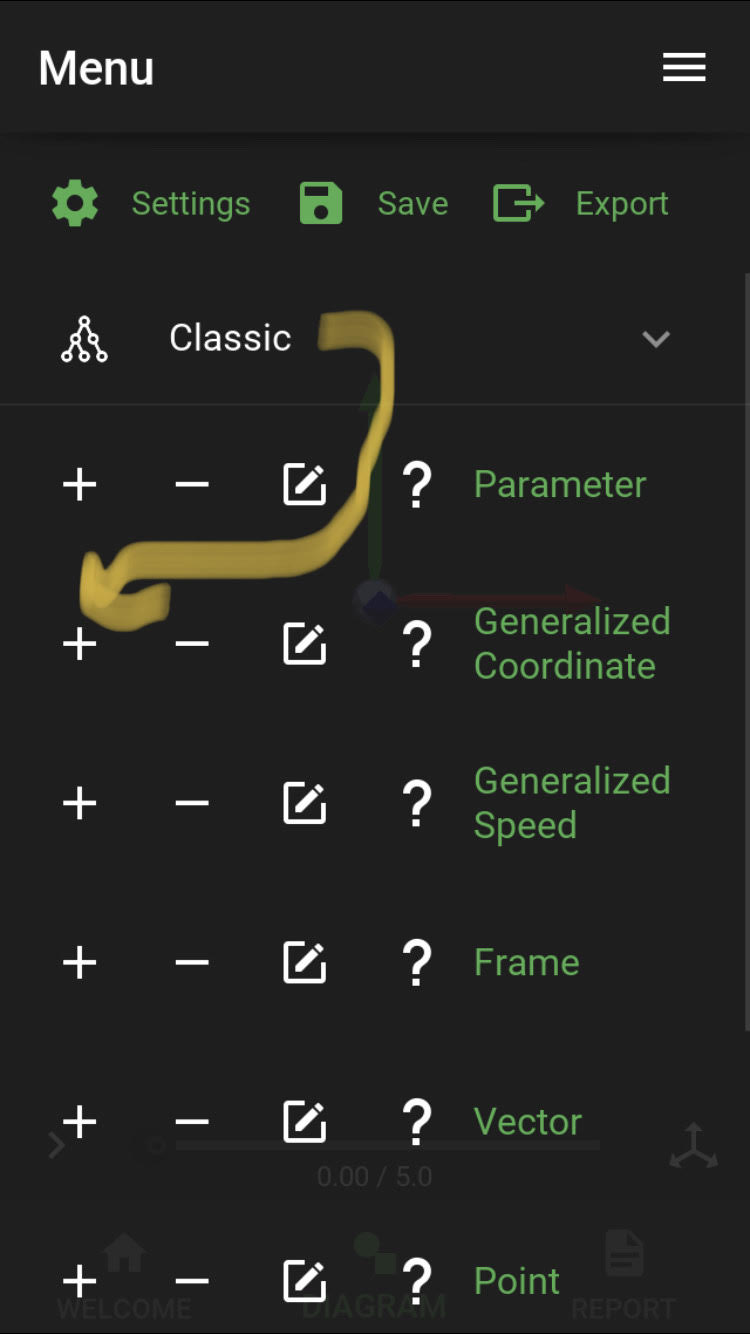 Menu
Settings Save Export
Classic
+ − ? Parameter
+ − ? Generalized
Coordinate
+ − ? Generalized
Speed
+ − ? Frame
+ − ? Vector
0.00 / 5.0
+ − ? Point
WELCOME DIAGRAM REPORT